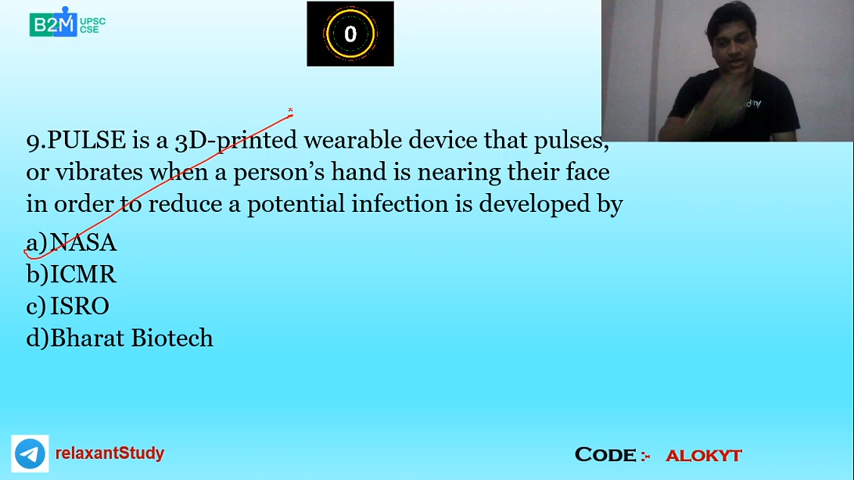 B2M UPSC
CSE
0
9.PULSE is a 3D-printed wearable device that pulses,
or vibrates when a person's hand is nearing their face
in order to reduce a potential infection is developed by
a)NASA
b)ICMR
c) ISRO
d)Bharat Biotech
relaxantStudy
CODE :- ALOKYT